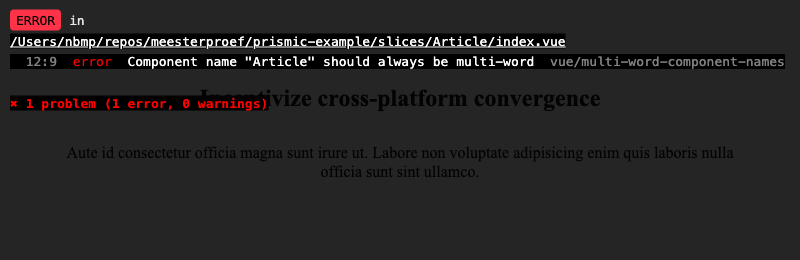 ERROR in
/Users/nbmp/repos/meesterproef/prismic-example/slices/Article/index.vue
12:9 error Component name "Article" should always be multi-word vue/multi-word-component-names
✖ 1 problem (1 error, 0 warnings)
Incentivize cross-platform convergence
Aute id consectetur officia magna sunt irure ut. Labore non voluptate adipisicing enim quis laboris nulla
officia sunt sint ullamco.